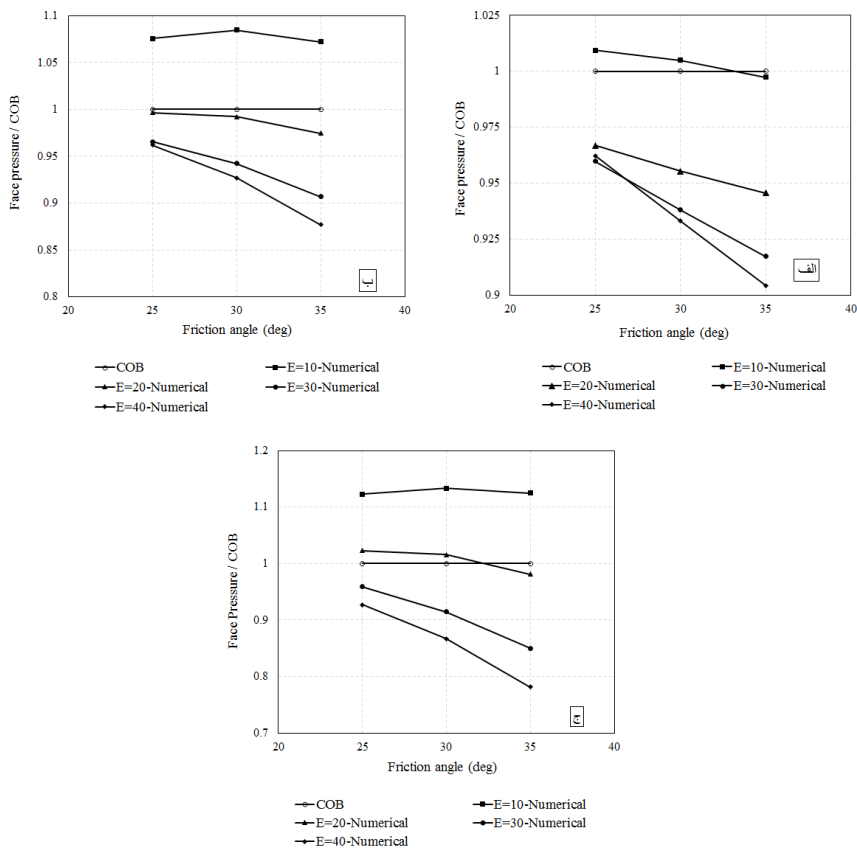 Face pressure / COB
1.1
1.05
1
0.95
0.9
0.85
0.8
20
25
30
35
40
ب
Friction angle (deg)
COB
E=10-Numerical
E=20-Numerical
E=30-Numerical
E=40-Numerical
Face pressure / COB
1.025
1
0.975
0.95
0.925
0.9
20
25
30
35
40
الف
Friction angle (deg)
COB
E=10-Numerical
E=20-Numerical
E=30-Numerical
E=40-Numerical
Face Pressure / COB
1.2
1.1
1
0.9
0.8
0.7
20
25
30
35
40
ج
Friction angle (deg)
COB
E=10-Numerical
E=20-Numerical
E=30-Numerical
E=40-Numerical